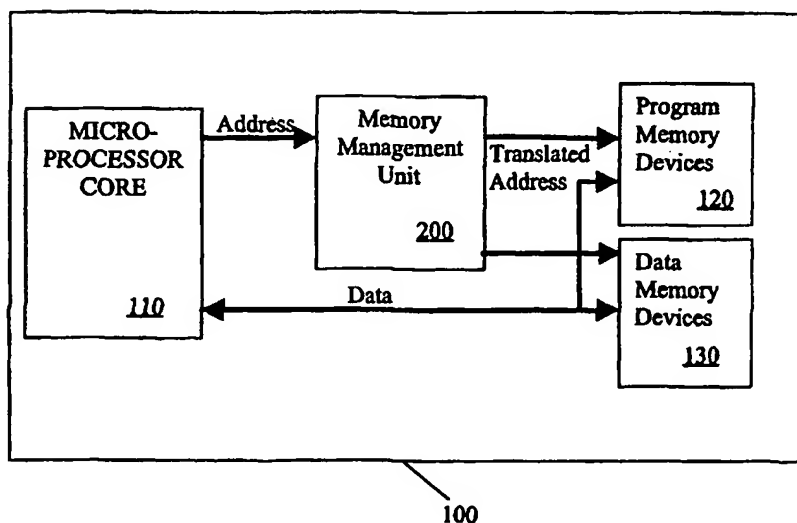 MICRO-
PROCESSOR
CORE
110
Address
Memory
Management
Unit
200
Translated
Address
Program
Memory
Devices
120
Data
Data
Memory
Devices
130
100